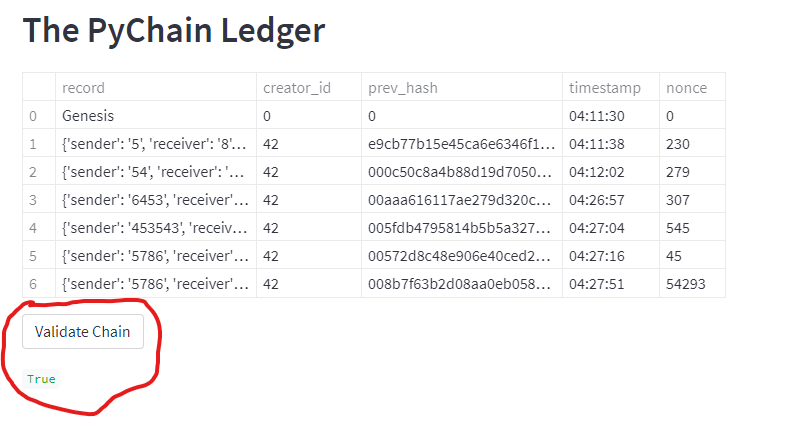 The PyChain Ledger
record creator_id prev_hash timestamp nonce
0 Genesis 0 0 04:11:30 0
1 {'sender': '5', 'receiver': '8'... 42 e9cb77b15e45ca6e6346f1... 04:11:38 230
2 {'sender': '54', 'receiver': '... 42 000c50c8a4b88d19d7050... 04:12:02 279
3 {'sender': '6453', 'receiver'... 42 00aaa616117ae279d320c... 04:26:57 307
4 {'sender': '453543', 'receiv... 42 005fdb4795814b5b5a327... 04:27:04 545
5 {'sender': '5786', 'receiver'... 42 00572d8c48e906e40ced2... 04:27:16 45
6 {'sender': '5786', 'receiver'... 42 008b7f63b2d08aa0eb058... 04:27:51 54293
Validate Chain
True